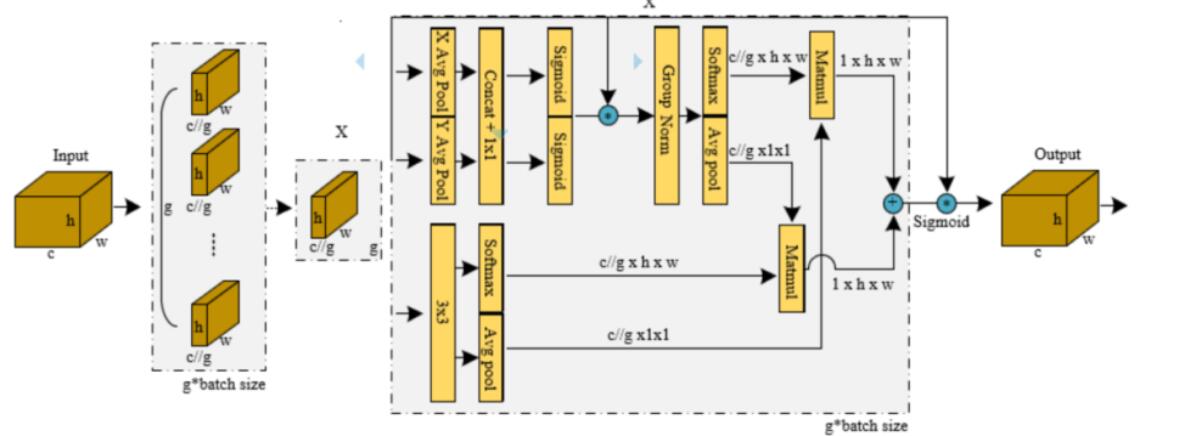 X
Input
h
w
c
h
w
c//g
h
w
c//g
g
h
w
c//g
g*batch size
X
h
w
c//g
g
X Avg Pool
Y Avg Pool
Concat + 1x1
Sigmoid
Sigmoid
Group Norm
Softmax
Avg pool
c//g x h x w
Matmul
1 x h x w
c//g x1x1
3x3
Softmax
Avg pool
c//g x h x w
c//g x1x1
Matmul
1 x h x w
+
Sigmoid
g*batch size
Output
h
w
c